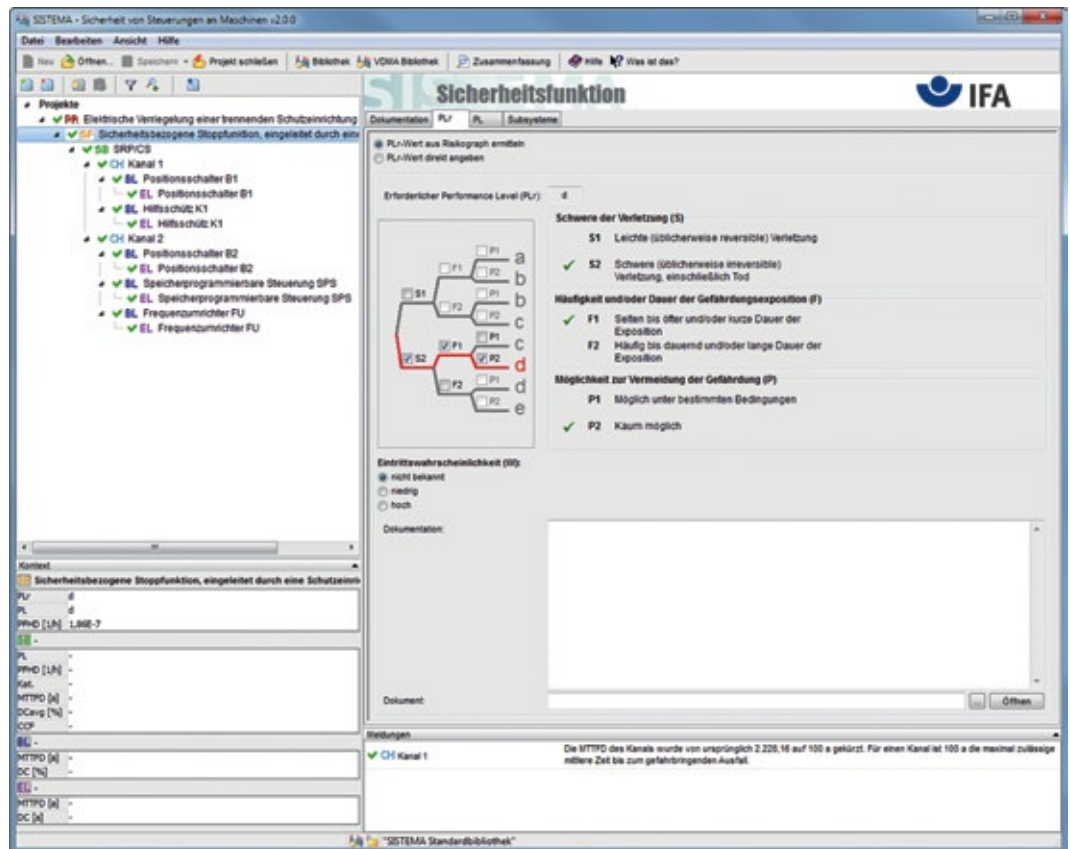 SISTEMA - Sicherheit von Steuerungen an Maschinen v2.0.0
Datei Bearbeiten Ansicht Hilfe
Neu Öffnen... Speichern Projekt schließen Bibliothek VDMA Bibliothek Zusammenfassung Hilfe Was ist das?
Projekte
PR Elektrische Verriegelung einer trennenden Schutzeinrichtung
SF Sicherheitsbezogene Stoppfunktion, eingeleitet durch eine
SB SRP/CS
CH Kanal 1
BL Positionsschalter B1
EL Positionsschalter B1
BL Hilfsschütz K1
EL Hilfsschütz K1
CH Kanal 2
BL Positionsschalter B2
EL Positionsschalter B2
BL Speicherprogrammierbare Steuerung SPS
EL Speicherprogrammierbare Steuerung SPS
BL Frequenzumrichter FU
EL Frequenzumrichter FU
Kontext
Sicherheitsbezogene Stoppfunktion, eingeleitet durch eine Schutzeinri
PLr d
PL d
PFHD [1/h] 1,86E-7
SB -
PL -
PFHD [1/h] -
Kat. -
MTTFD [a] -
DCavg [%] -
CCF -
BL -
MTTFD [a] -
DC [%] -
EL -
MTTFD [a] -
DC [a] -
SISTEMA
Sicherheitsfunktion
IFA
Dokumentation PLr PL Subsysteme
PLr-Wert aus Risikograph ermitteln
PLr-Wert direkt angeben
Erforderlicher Performance Level (PLr): d
S1 F1 P1 a
P2 b
F2 P1 b
P2 c
S2 F1 P1 c
P2 d
F2 P1 d
P2 e
Schwere der Verletzung (S)
S1 Leichte (üblicherweise reversible) Verletzung
S2 Schwere (üblicherweise irreversible)
Verletzung, einschließlich Tod
Häufigkeit und/oder Dauer der Gefährdungsexposition (F)
F1 Selten bis öfter und/oder kurze Dauer der
Exposition
F2 Häufig bis dauernd und/oder lange Dauer der
Exposition
Möglichkeit zur Vermeidung der Gefährdung (P)
P1 Möglich unter bestimmten Bedingungen
P2 Kaum möglich
Eintrittswahrscheinlichkeit (W):
nicht bekannt
niedrig
hoch
Dokumentation:
Dokument: ... Öffnen
Meldungen
CH Kanal 1 Die MTTFD des Kanals wurde von ursprünglich 2.228,16 auf 100 a gekürzt. Für einen Kanal ist 100 a die maximal zulässige
mittlere Zeit bis zum gefahrbringenden Ausfall.
"SISTEMA Standardbibliothek"